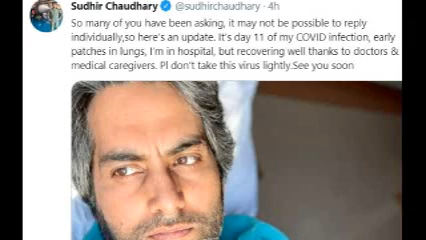 Sudhir Chaudhary @sudhirchaudhary · 4h
So many of you have been asking, it may not be possible to reply
individually,so here's an update. It's day 11 of my COVID infection, early
patches in lungs, I'm in hospital, but recovering well thanks to doctors &
medical caregivers. Pl don't take this virus lightly.See you soon